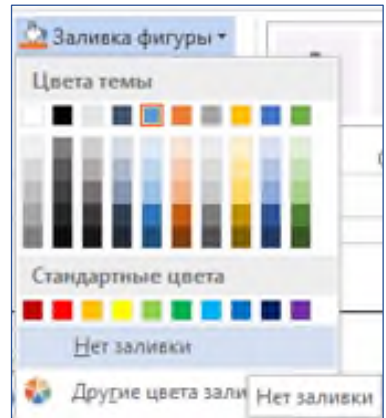 Заливка фигуры
Цвета темы
Стандартные цвета
Нет заливки
Другие цвета зали
Нет заливки